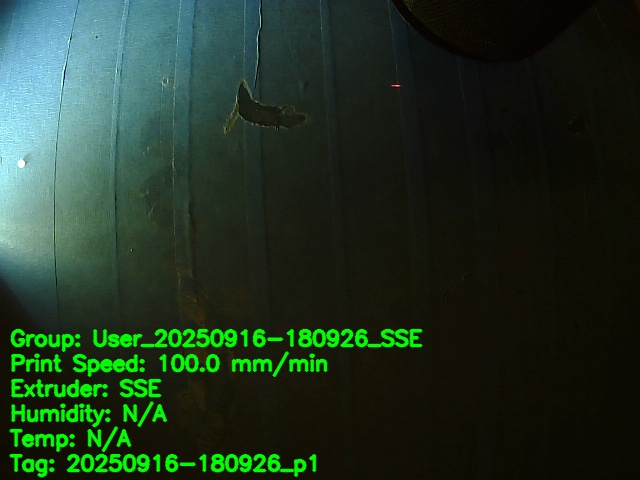 Group: User_20250916-180926_SSE
Print Speed: 100.0 mm/min
Extruder: SSE
Humidity: N/A
Temp: N/A
Tag: 20250916-180926_p1